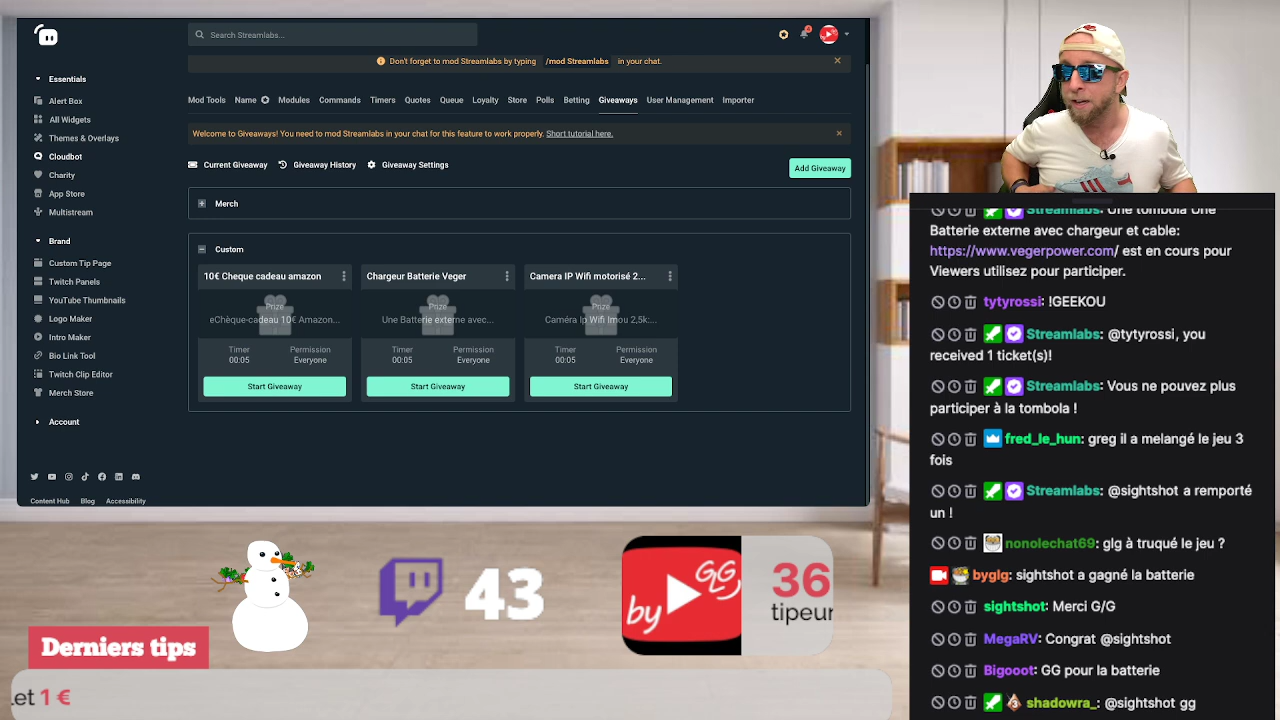 Search Streamlabs...
Don't forget to mod Streamlabs by typing /mod Streamlabs in your chat.
Essentials
Alert Box
All Widgets
Themes & Overlays
Cloudbot
Charity
App Store
Multistream
Brand
Custom Tip Page
Twitch Panels
YouTube Thumbnails
Logo Maker
Intro Maker
Bio Link Tool
Twitch Clip Editor
Merch Store
Account
Content Hub Blog Accessibility
Mod Tools Name Modules Commands Timers Quotes Queue Loyalty Store Polls Betting Giveaways User Management Importer
Welcome to Giveaways! You need to mod Streamlabs in your chat for this feature to work properly. Short tutorial here.
Current Giveaway Giveaway History Giveaway Settings
Add Giveaway
Merch
Custom
10€ Cheque cadeau amazon
Prize
eChèque-cadeau 10€ Amazon...
Timer Permission
00:05 Everyone
Start Giveaway
Chargeur Batterie Veger
Prize
Une Batterie externe avec...
Timer Permission
00:05 Everyone
Start Giveaway
Camera IP Wifi motorisé 2...
Prize
Caméra Ip Wifi Imou 2,5k:...
Timer Permission
00:05 Everyone
Start Giveaway
Streamlabs: Une tombola Une
Batterie externe avec chargeur et cable:
https://www.vegerpower.com/ est en cours pour
Viewers utilisez pour participer.
tytyrossi: !GEEKOU
Streamlabs: @tytyrossi, you
received 1 ticket(s)!
Streamlabs: Vous ne pouvez plus
participer à la tombola !
fred_le_hun: greg il a melangé le jeu 3
fois
Streamlabs: @sightshot a remporté
un !
nonolechat69: glg à truqué le jeu ?
byglg: sightshot a gagné la batterie
sightshot: Merci G/G
MegaRV: Congrat @sightshot
Bigooot: GG pour la batterie
shadowra_: @sightshot gg
43
by GLG
36
tipeur
Derniers tips
et 1 €